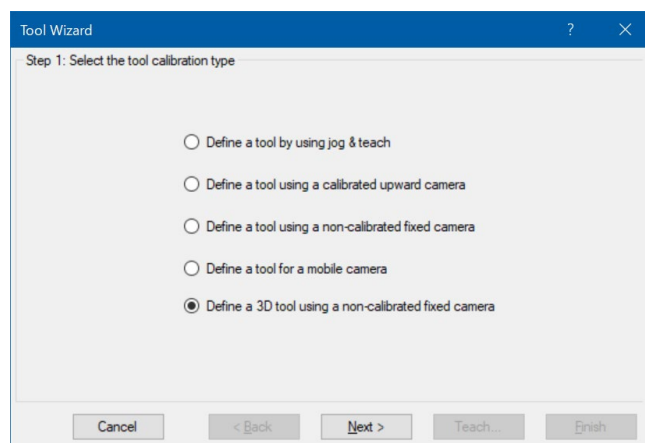 Tool Wizard
?
Step 1: Select the tool calibration type
Define a tool by using jog & teach
Define a tool using a calibrated upward camera
Define a tool using a non-calibrated fixed camera
Define a tool for a mobile camera
Define a 3D tool using a non-calibrated fixed camera
Cancel < Back Next > Teach... Finish